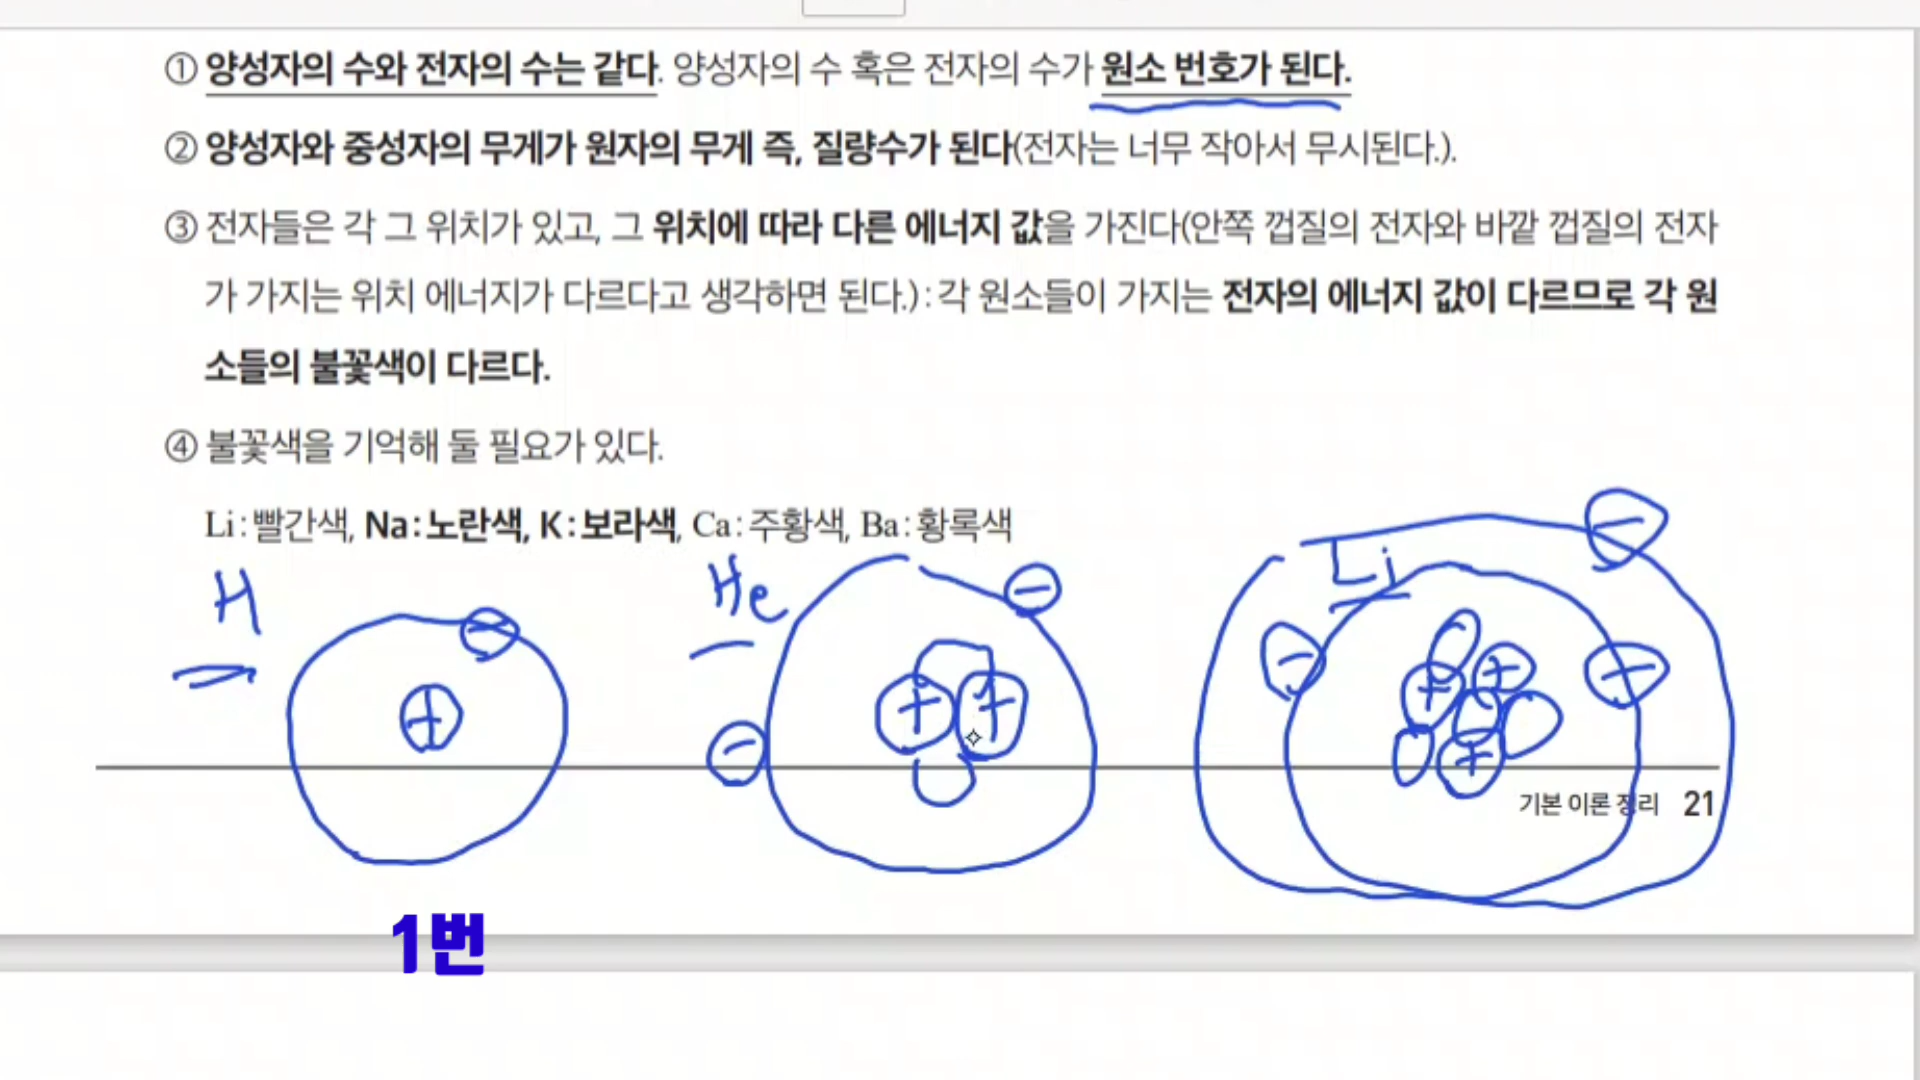 ① 양성자의 수와 전자의 수는 같다. 양성자의 수 혹은 전자의 수가 원소 번호가 된다.
② 양성자와 중성자의 무게가 원자의 무게 즉, 질량수가 된다(전자는 너무 작아서 무시된다.).
③ 전자들은 각 그 위치가 있고, 그 위치에 따라 다른 에너지 값을 가진다(안쪽 껍질의 전자와 바깥 껍질의 전자
가 가지는 위치 에너지가 다르다고 생각하면 된다.) : 각 원소들이 가지는 전자의 에너지 값이 다르므로 각 원
소들의 불꽃색이 다르다.
④ 불꽃색을 기억해 둘 필요가 있다.
Li : 빨간색, Na : 노란색, K : 보라색, Ca : 주황색, Ba : 황록색
H He Li
+ − + + − − + + + − − −
기본 이론 정리 21
1번